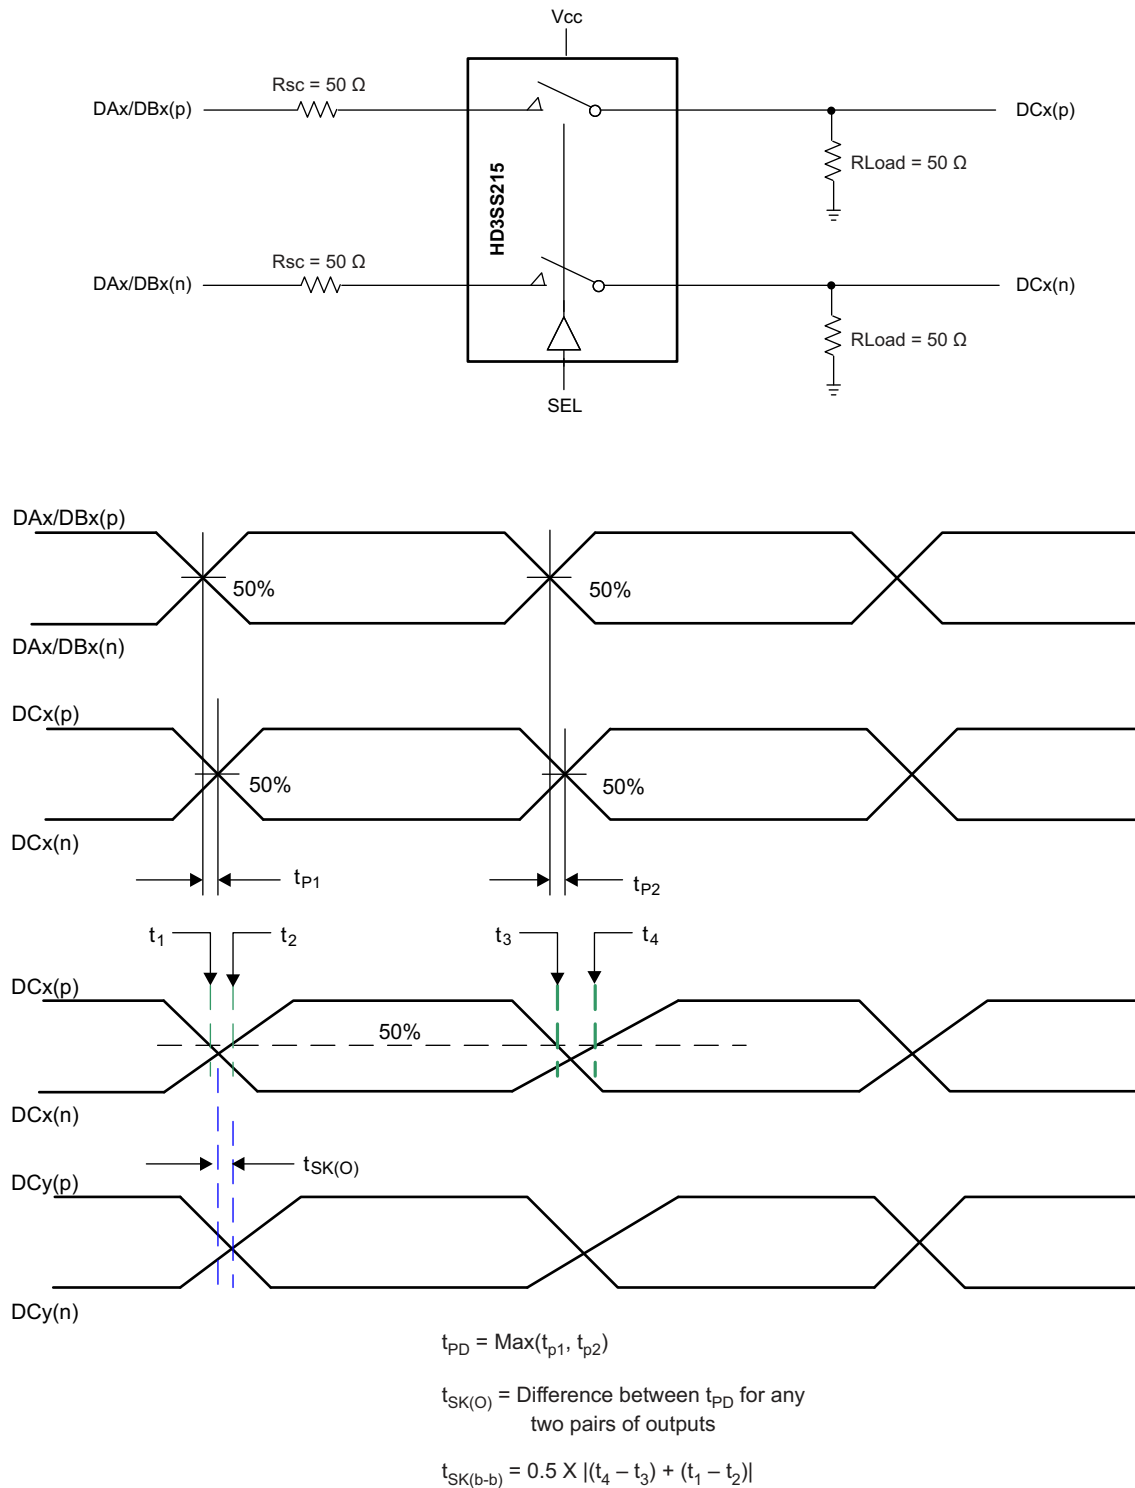 Vcc
Rsc = 50 Ω
DAx/DBx(p)
DCx(p)
RLoad = 50 Ω
HD3SS215
Rsc = 50 Ω
DAx/DBx(n)
DCx(n)
RLoad = 50 Ω
SEL
DAx/DBx(p)
50%
50%
DAx/DBx(n)
DCx(p)
50%
50%
DCx(n)
tP1
tP2
t1
t2
t3
t4
DCx(p)
50%
DCx(n)
tSK(O)
DCy(p)
DCy(n)
tPD = Max(tp1, tp2)
tSK(O) = Difference between tPD for any
two pairs of outputs
tSK(b-b) = 0.5 X |(t4 – t3) + (t1 – t2)|